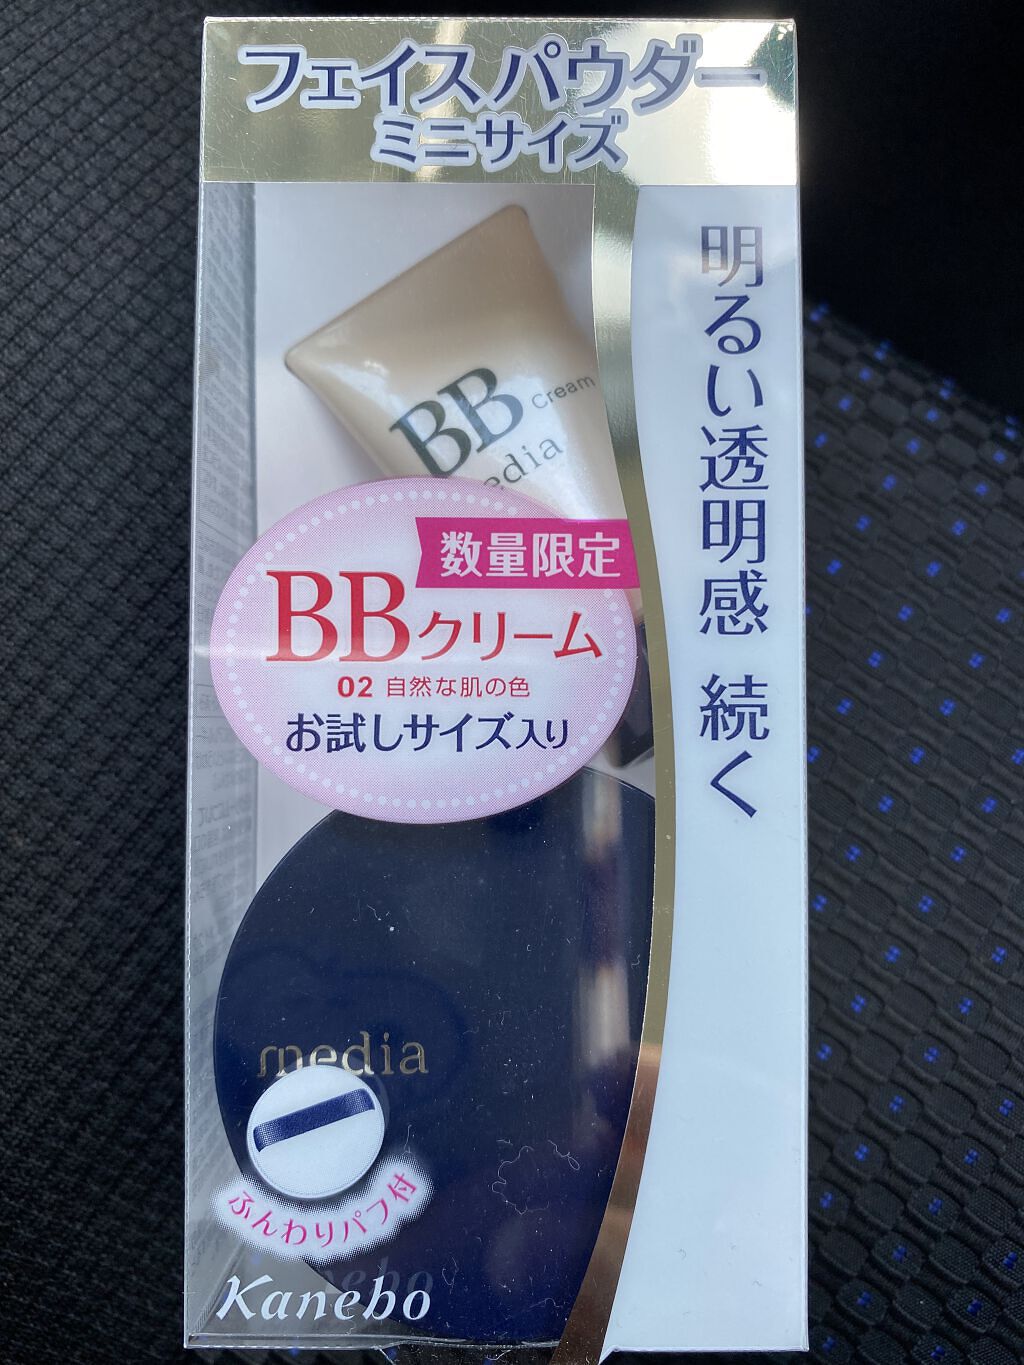 フェイスパウダー
ミニサイズ
明るい透明感 続く
BB Cream
media
数量限定
BBクリーム
02 自然な肌の色
お試しサイズ入り
media
ふんわりパフ付
Kanebo